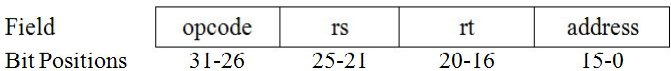 Field opcode rs rt address
Bit Positions 31-26 25-21 20-16 15-0